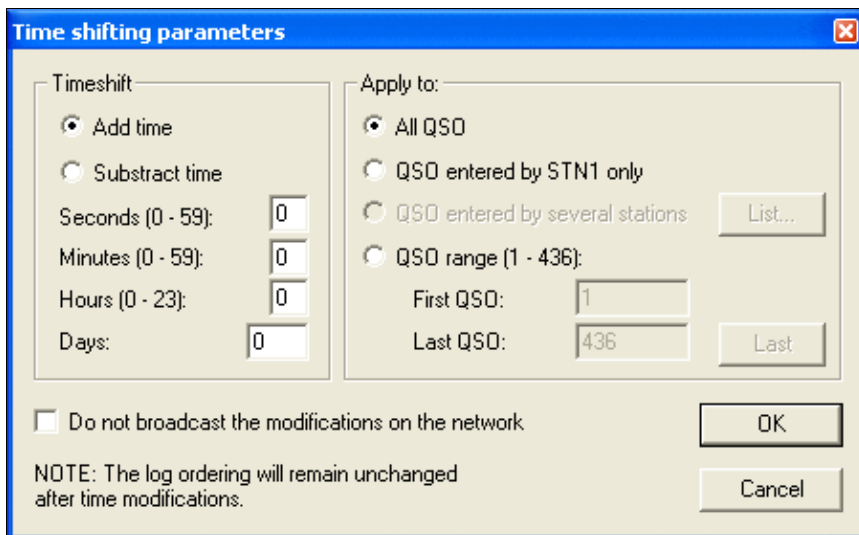 Time shifting parameters
Timeshift
Add time
Substract time
Seconds (0 - 59): 0
Minutes (0 - 59): 0
Hours (0 - 23): 0
Days: 0
Apply to:
All QSO
QSO entered by STN1 only
QSO entered by several stations List...
QSO range (1 - 436):
First QSO: 1
Last QSO: 436 Last
Do not broadcast the modifications on the network
OK
NOTE: The log ordering will remain unchanged
after time modifications.
Cancel